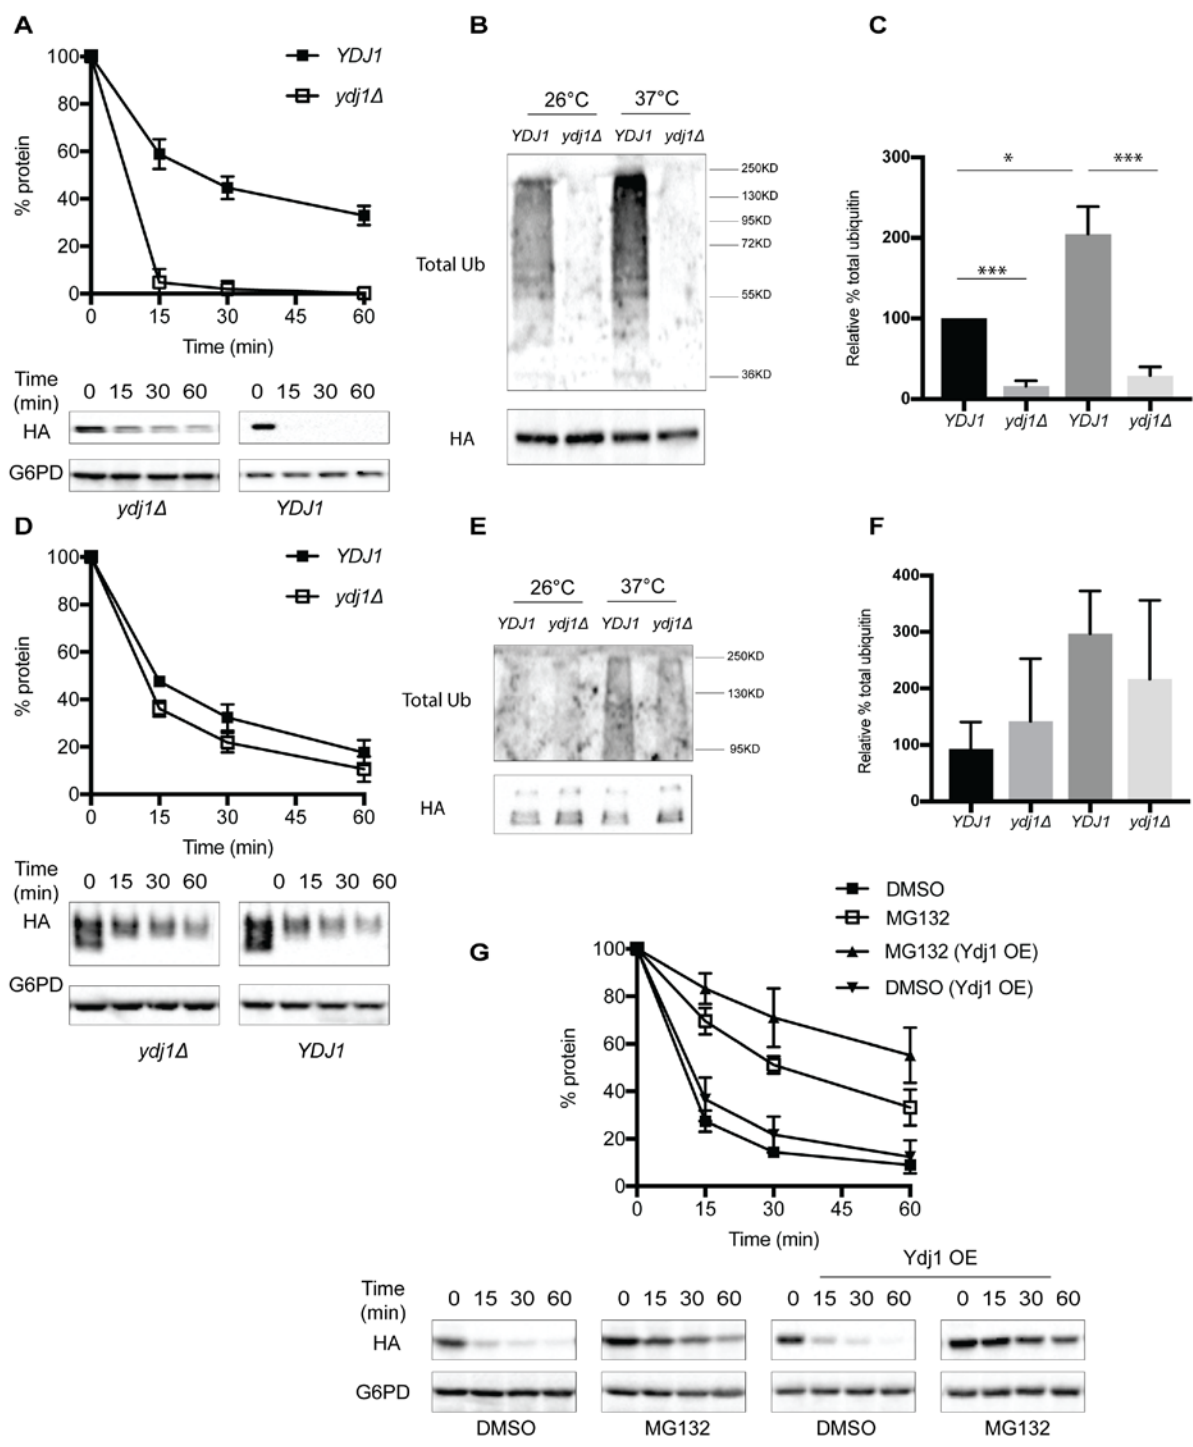 A
100
80
60
40
20
0
% protein
0 15 30 45 60
Time (min)
YDJ1
ydj1Δ
Time
(min)
0 15 30 60
0 15 30 60
HA
G6PD
ydj1Δ
YDJ1
B
26°C 37°C
YDJ1 ydj1Δ YDJ1 ydj1Δ
Total Ub
250KD
130KD
95KD
72KD
55KD
36KD
HA
C
300
200
100
0
Relative % total ubiquitin
* ***
***
YDJ1 ydj1Δ YDJ1 ydj1Δ
D
100
80
60
40
20
0
% protein
0 15 30 45 60
Time (min)
YDJ1
ydj1Δ
Time
(min)
0 15 30 60
0 15 30 60
HA
G6PD
ydj1Δ
YDJ1
E
26°C 37°C
YDJ1 ydj1Δ YDJ1 ydj1Δ
Total Ub
250KD
130KD
95KD
HA
F
400
300
200
100
0
Relative % total ubiquitin
YDJ1 ydj1Δ YDJ1 ydj1Δ
G
DMSO
MG132
MG132 (Ydj1 OE)
DMSO (Ydj1 OE)
100
80
60
40
20
0
% protein
0 15 30 45 60
Time (min)
Ydj1 OE
Time
(min)
0 15 30 60
0 15 30 60
0 15 30 60
0 15 30 60
HA
G6PD
DMSO
MG132
DMSO
MG132